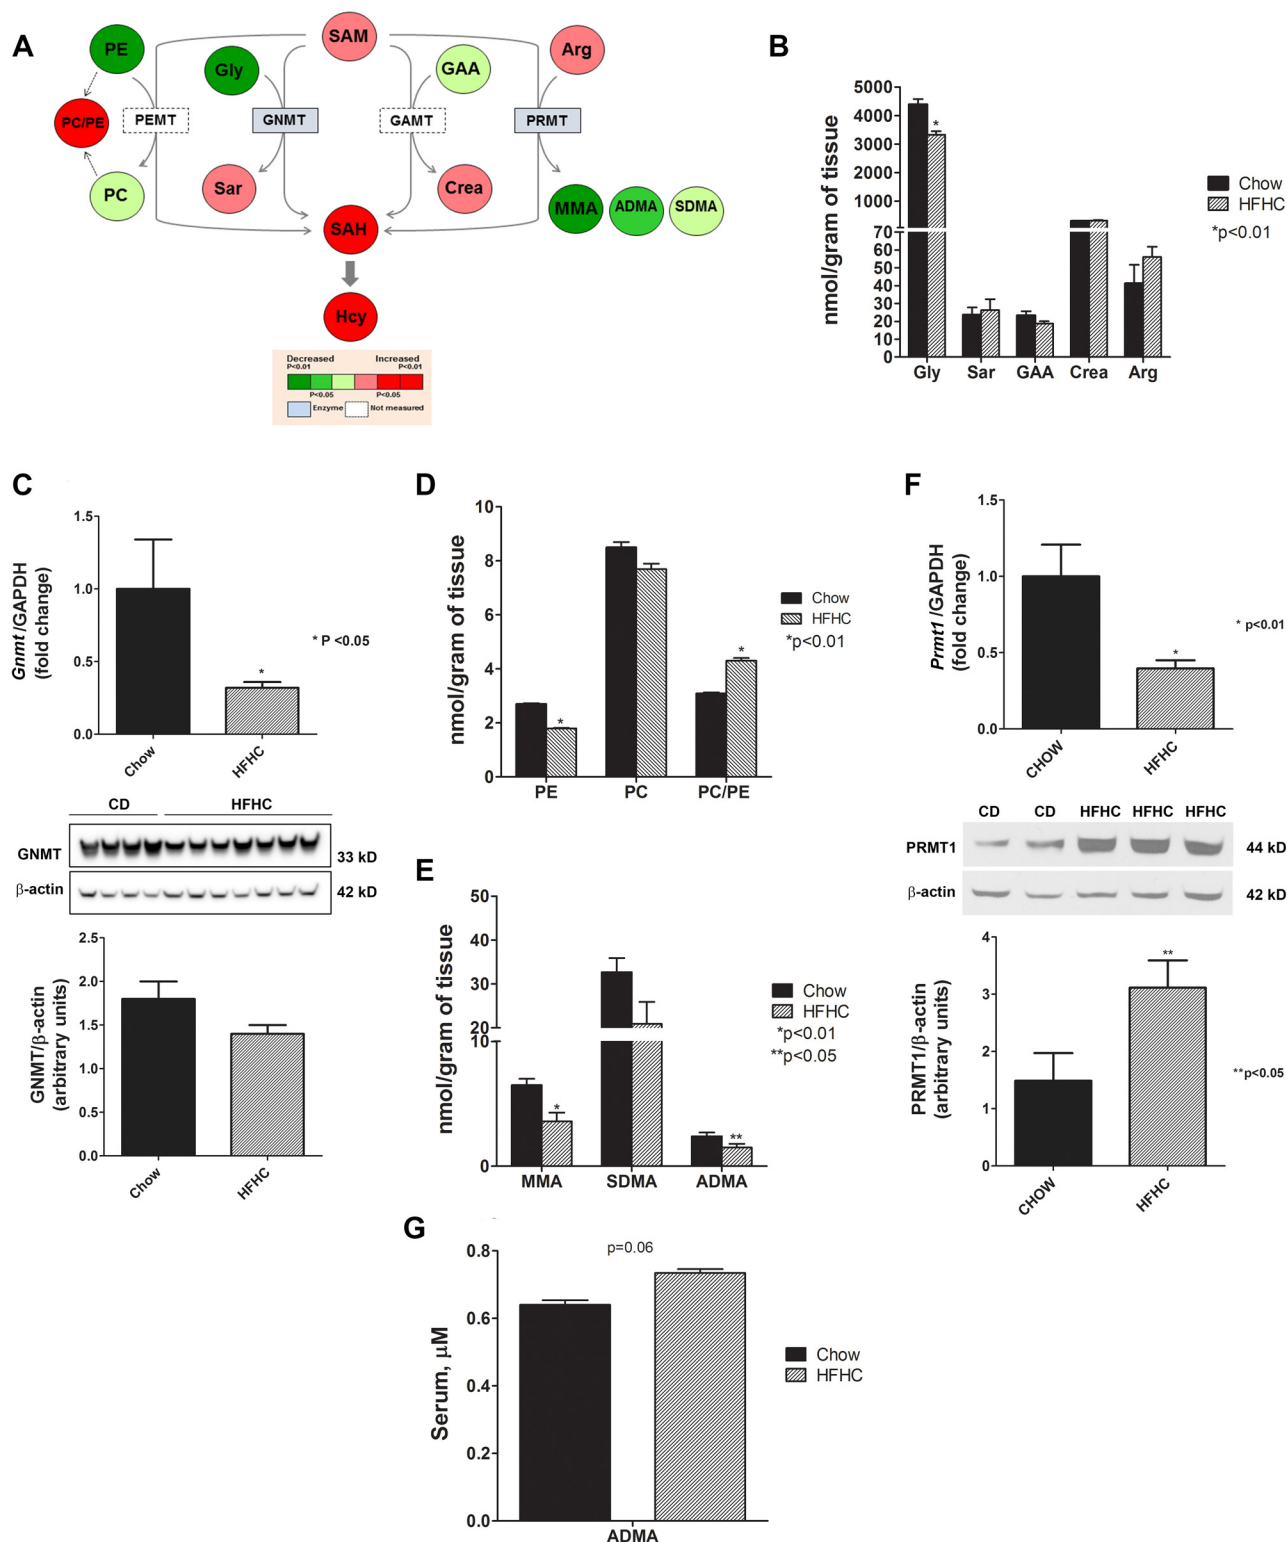 A
PE
SAM
Arg
Gly
GAA
PC/PE
PEMT
GNMT
GAMT
PRMT
PC
Sar
Crea
MMA
ADMA
SDMA
SAH
Hcy
Decreased
Increased
P<0.01
P<0.01
P<0.05
P<0.05
Enzyme
Not measured
B
nmol/gram of tissue
5000
4000
3000
2000
1000
70
60
50
40
30
20
10
0
*
Gly
Sar
GAA
Crea
Arg
Chow
HFHC
*p<0.01
C
Gnmt/GAPDH
(fold change)
1.5
1.0
0.5
0.0
*
* P <0.05
Chow
HFHC
CD
HFHC
GNMT
33 kD
β-actin
42 kD
GNMT/β-actin
(arbitrary units)
2.5
2.0
1.5
1.0
0.5
0.0
Chow
HFHC
D
nmol/gram of tissue
10
8
6
4
2
0
*
*
PE
PC
PC/PE
Chow
HFHC
*p<0.01
E
nmol/gram of tissue
50
40
30
20
10
0
*
**
MMA
SDMA
ADMA
Chow
HFHC
*p<0.01
**p<0.05
F
Prmt1/GAPDH
(fold change)
1.5
1.0
0.5
0.0
*
* p<0.01
CHOW
HFHC
CD
CD
HFHC
HFHC
HFHC
PRMT1
44 kD
β-actin
42 kD
PRMT1/β-actin
(arbitrary units)
4
3
2
1
0
**
**p<0.05
CHOW
HFHC
G
Serum, μM
0.8
0.6
0.4
0.2
0.0
p=0.06
ADMA
Chow
HFHC